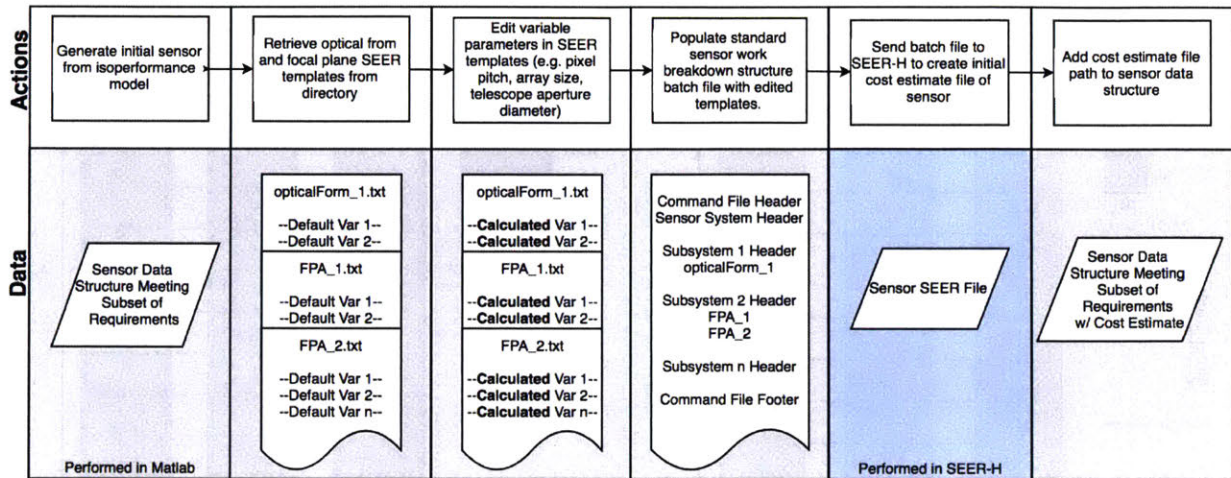 Actions
Generate initial sensor
from isoperformance
model
Retrieve optical from
and focal plane SEER
templates from
directory
Edit variable
parameters in SEER
templates (e.g. pixel
pitch, array size,
telescope aperture
diameter)
Populate standard
sensor work
breakdown structure
batch file with edited
templates.
Send batch file to
SEER-H to create initial
cost estimate file of
sensor
Add cost estimate file
path to sensor data
structure
Data
Sensor Data
Structure Meeting
Subset of
Requirements
Performed in Matlab
opticalForm_1.txt
--Default Var 1--
--Default Var 2--
FPA_1.txt
--Default Var 1--
--Default Var 2--
FPA_2.txt
--Default Var 1--
--Default Var 2--
--Default Var n--
opticalForm_1.txt
--Calculated Var 1--
--Calculated Var 2--
FPA_1.txt
--Calculated Var 1--
--Calculated Var 2--
FPA_2.txt
--Calculated Var 1--
--Calculated Var 2--
--Calculated Var n--
Command File Header
Sensor System Header
Subsystem 1 Header
opticalForm_1
Subsystem 2 Header
FPA_1
FPA_2
Subsystem n Header
Command File Footer
Sensor SEER File
Performed in SEER-H
Sensor Data
Structure Meeting
Subset of
Requirements
w/ Cost Estimate